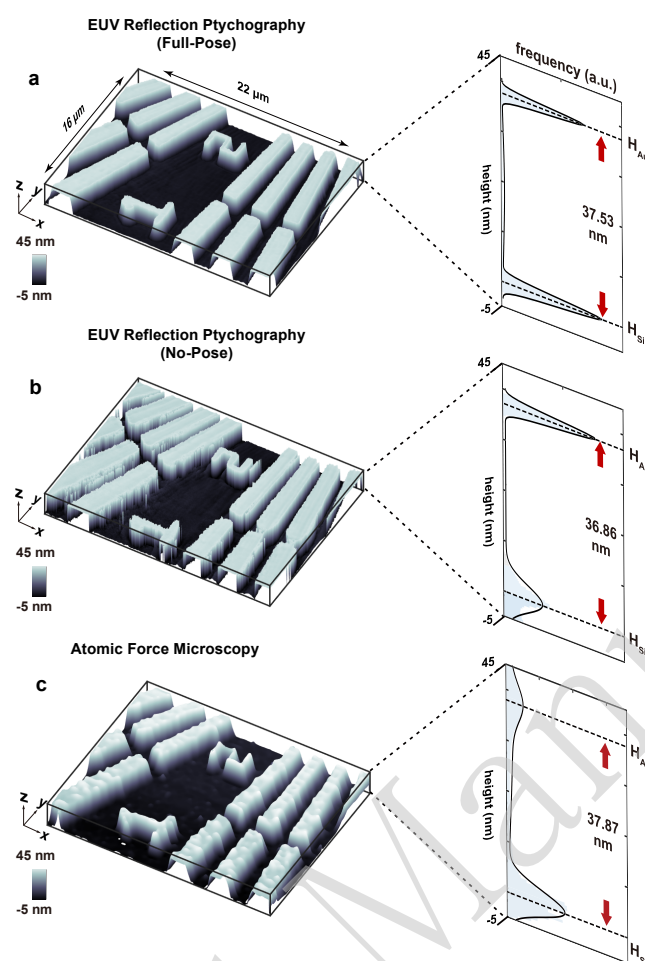 EUV Reflection Ptychography
(Full-Pose)
a
16 µm
22 µm
z
y
x
45 nm
-5 nm
45
frequency (a.u.)
height (nm)
-5
H
37.53
nm
H Si
EUV Reflection Ptychography
(No-Pose)
b
z
y
x
45 nm
-5 nm
45
height (nm)
-5
H A
36.86
nm
H Si
Atomic Force Microscopy
c
z
y
x
45 nm
-5 nm
45
height (nm)
-5
H A
37.87
nm
H S